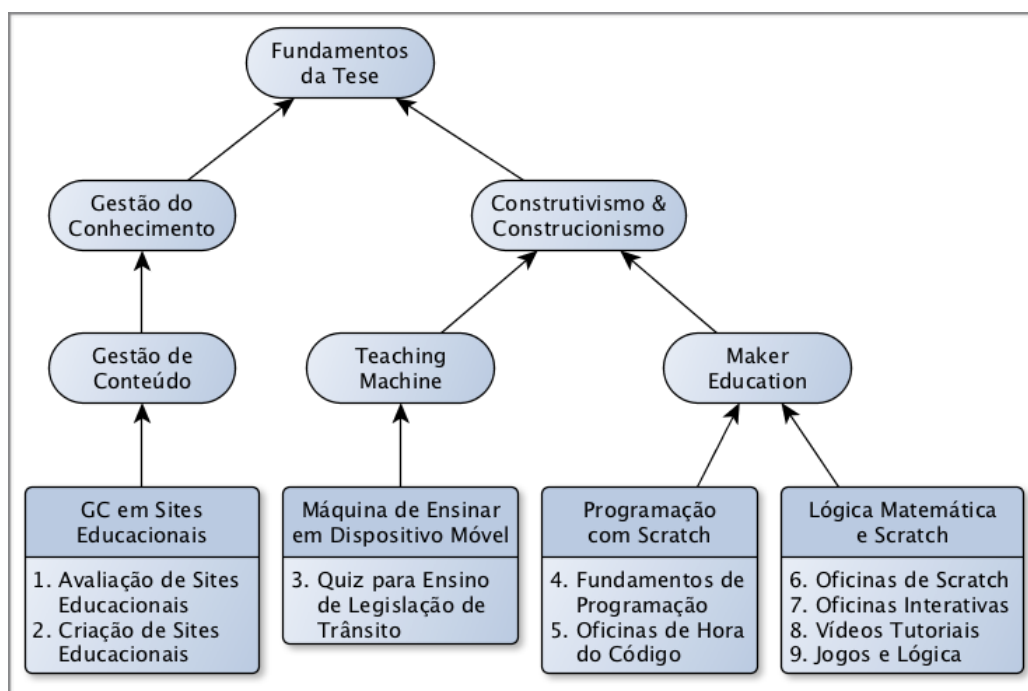 Fundamentos
da Tese
Gestão do
Conhecimento
Construtivismo &
Construcionismo
Gestão de
Conteúdo
Teaching
Machine
Maker
Education
GC em Sites
Educacionais
1. Avaliação de Sites
Educacionais
2. Criação de Sites
Educacionais
Máquina de Ensinar
em Dispositivo Móvel
3. Quiz para Ensino
de Legislação de
Trânsito
Programação
com Scratch
4. Fundamentos de
Programação
5. Oficinas de Hora
do Código
Lógica Matemática
e Scratch
6. Oficinas de Scratch
7. Oficinas Interativas
8. Vídeos Tutoriais
9. Jogos e Lógica